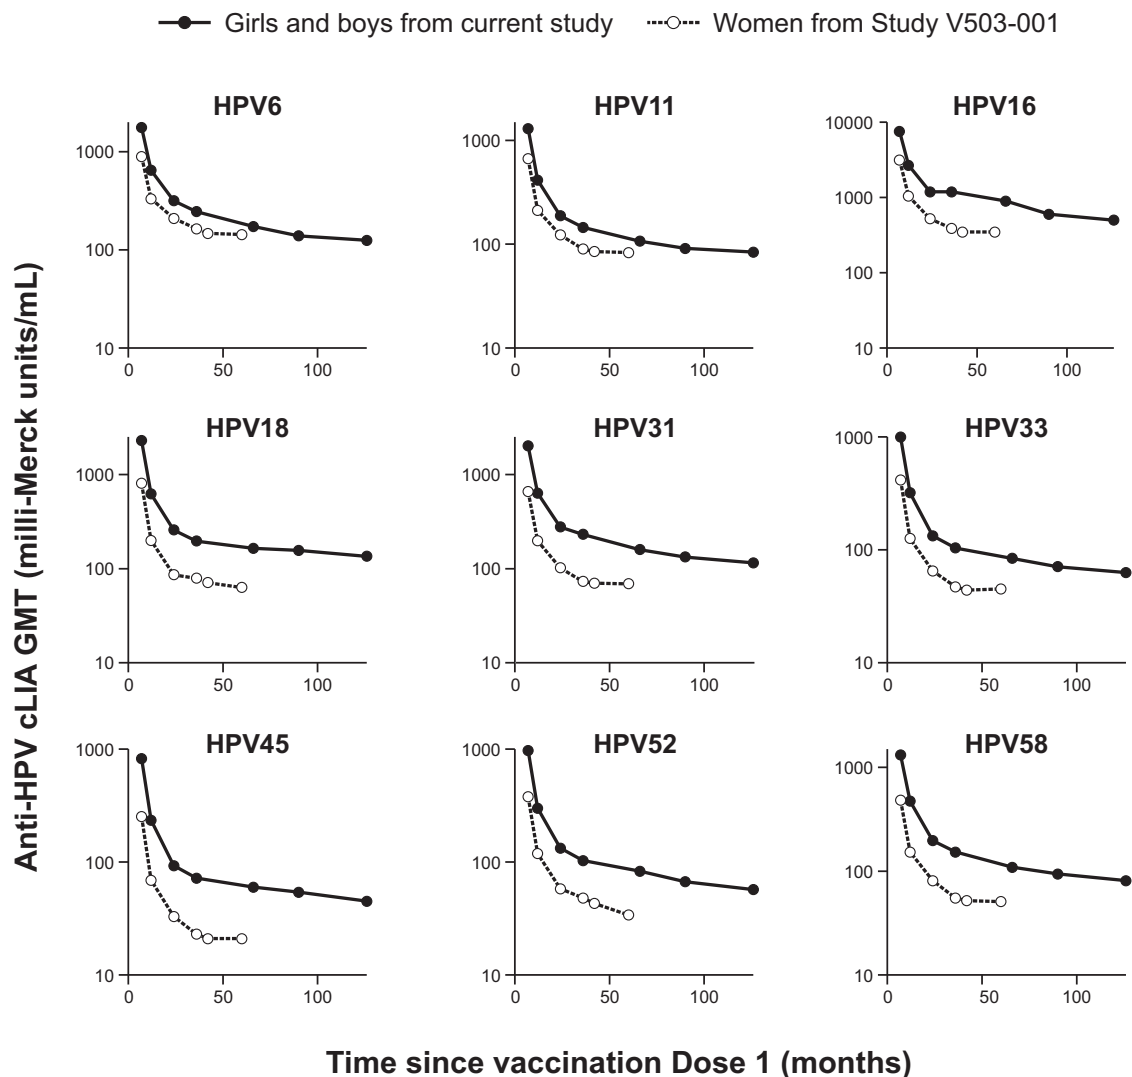 Girls and boys from current study Women from Study V503-001
HPV6 HPV11 HPV16
1000
100
10
0 50 100
1000
100
10
0 50 100
10000
1000
100
10
0 50 100
HPV18 HPV31 HPV33
1000
100
10
0 50 100
1000
100
10
0 50 100
1000
100
10
0 50 100
HPV45 HPV52 HPV58
1000
100
10
0 50 100
1000
100
10
0 50 100
1000
100
10
0 50 100
Anti-HPV cLIA GMT (milli-Merck units/mL)
Time since vaccination Dose 1 (months)